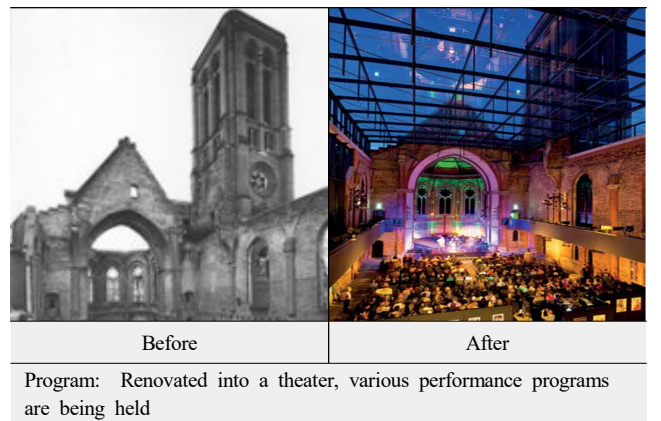 Before
After
Program: Renovated into a theater, various performance programs
are being held